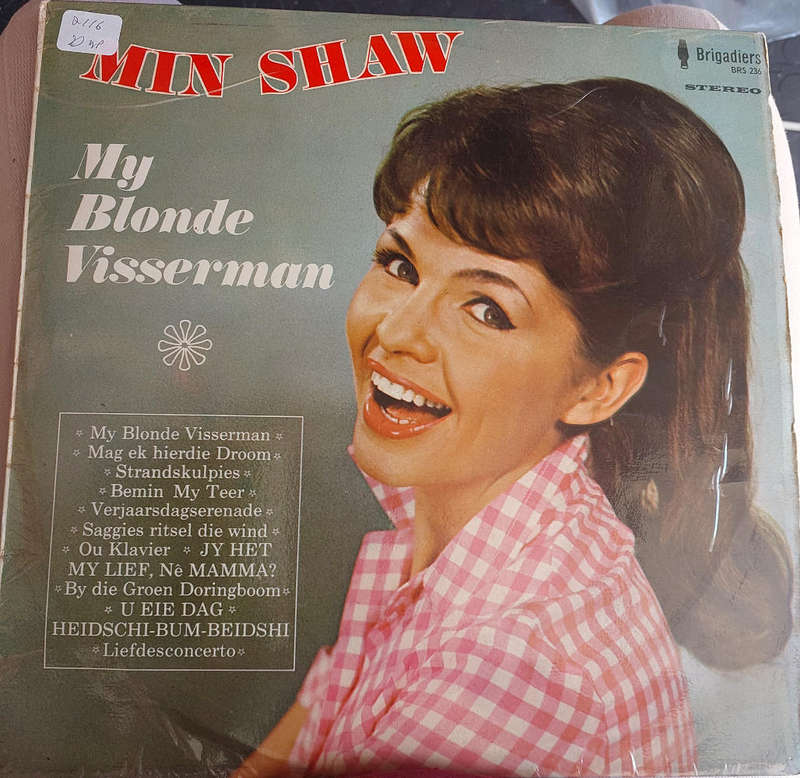 MIN SHAW
Brigadiers
BRS 236
STEREO
My
Blonde
Visserman
My Blonde Visserman
Mag ek hierdie Droom
Strandskulpies
Bemin My Teer
Verjaarsdagserenade
Saggies ritsel die wind
Ou Klavier * JY HET
MY LIEF, Nè MAMMA?
By die Groen Doringboom
U EIE DAG
HEIDSCHI-BUM-BEIDSHI
Liefdesconcerto